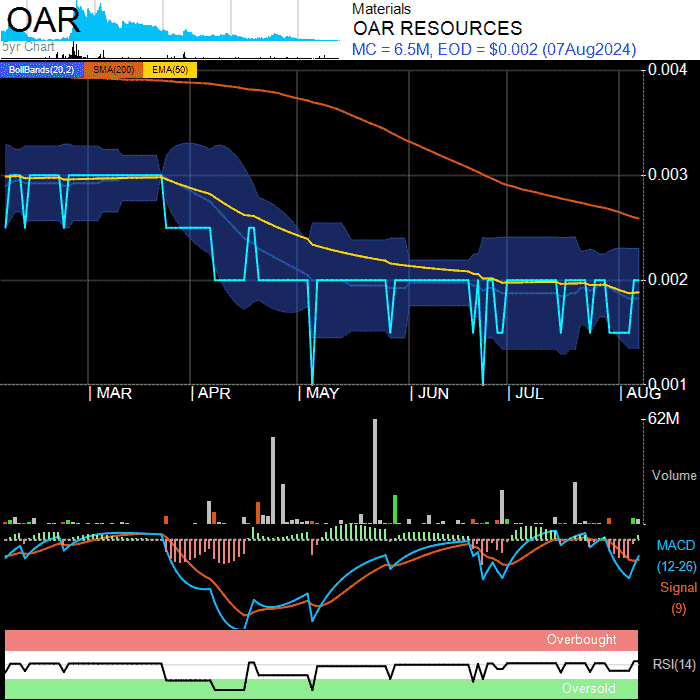 OAR
5yr Chart
Materials
OAR RESOURCES
MC = 6.5M, EOD = $0.002 (07Aug2024)
BollBands(20,2) SMA(200) EMA(50)
0.004
0.003
0.002
0.001
MAR APR MAY JUN JUL AUG
62M
Volume
MACD
(12-26)
Signal
(9)
Overbought
RSI(14)
Oversold